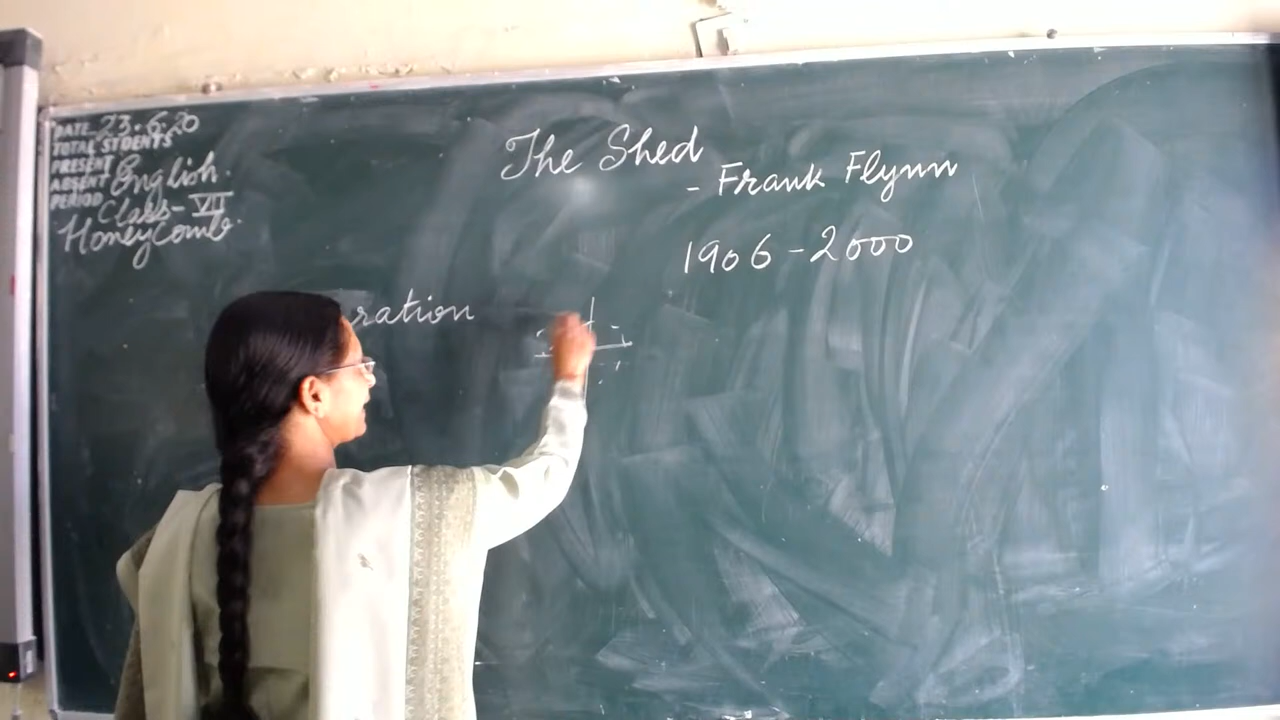 DATE 23.6.20
TOTAL STDENTS
PRESENT
ABSENT English.
PERIOD Class-VII
HoneyComb.
The Shed
- Frank Flynn
1906-2000
ration